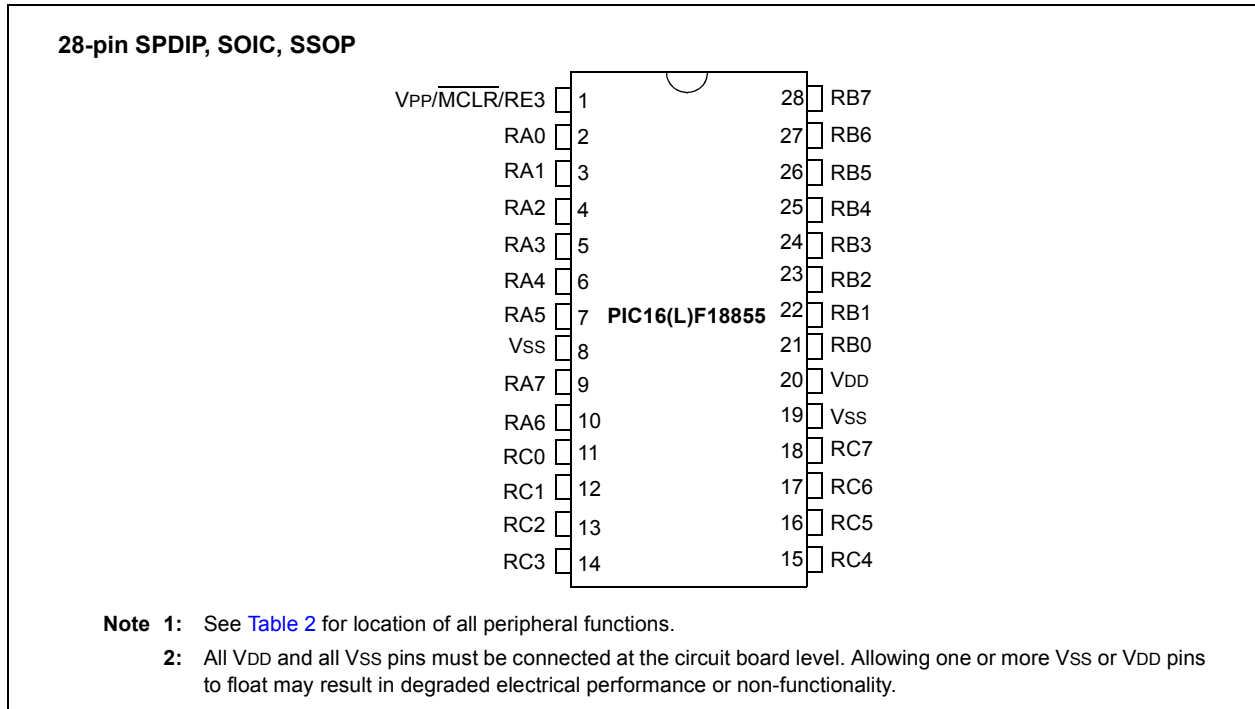 28-pin SPDIP, SOIC, SSOP
VPP/MCLR/RE3 1 28 RB7
RA0 2 27 RB6
RA1 3 26 RB5
RA2 4 25 RB4
RA3 5 24 RB3
RA4 6 23 RB2
RA5 7 PIC16(L)F18855 22 RB1
VSS 8 21 RB0
RA7 9 20 VDD
RA6 10 19 VSS
RC0 11 18 RC7
RC1 12 17 RC6
RC2 13 16 RC5
RC3 14 15 RC4
Note 1: See Table 2 for location of all peripheral functions.
2: All VDD and all VSS pins must be connected at the circuit board level. Allowing one or more VSS or VDD pins
to float may result in degraded electrical performance or non-functionality.